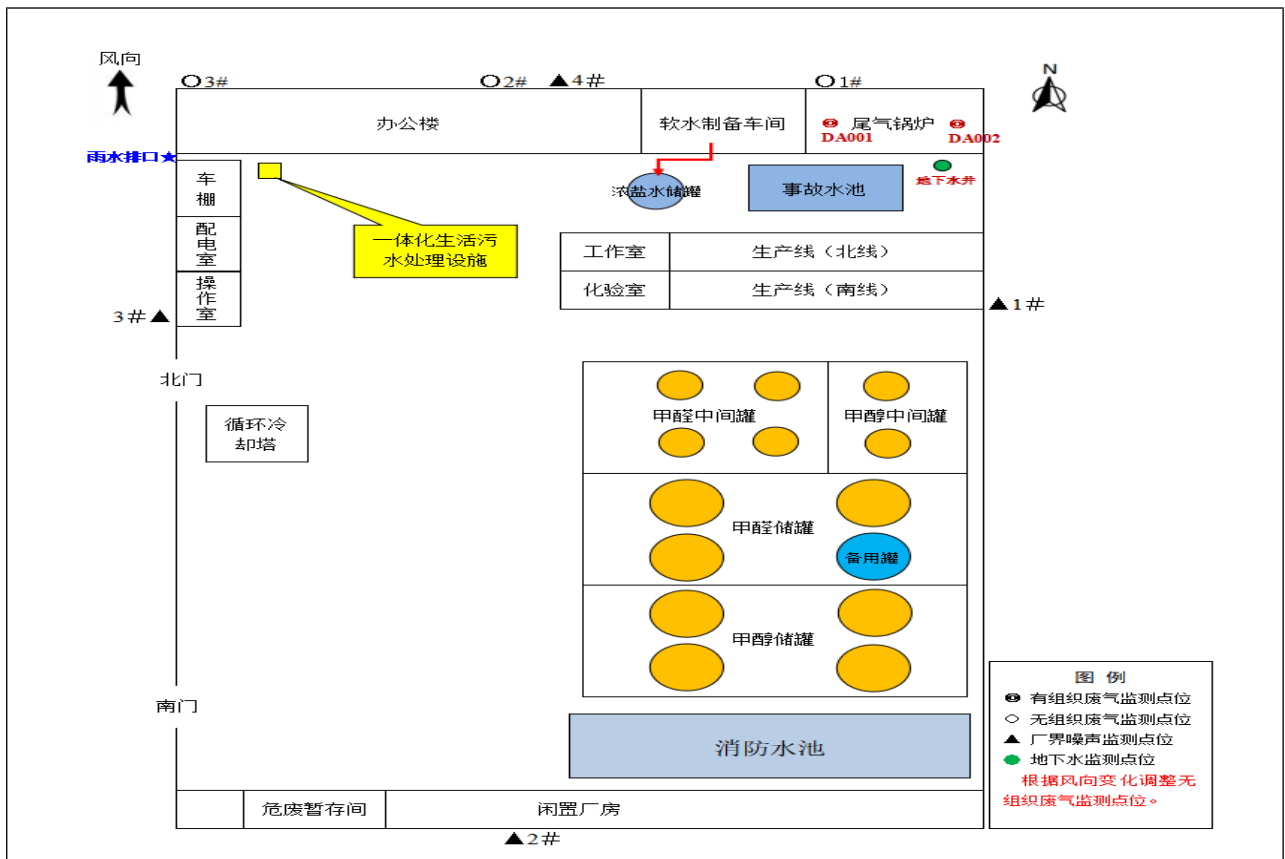 风向
N
○3#
○2#
▲4#
○1#
办公楼
软水制备车间
尾气锅炉
DA001
DA002
雨水排口★
地下水井
车
棚
浓盐水储罐
事故水池
配
电
室
一体化生活污
水处理设施
工作室
生产线（北线）
操
作
室
化验室
生产线（南线）
3#▲
▲1#
北门
甲醛中间罐
甲醇中间罐
循环冷
却塔
甲醛储罐
备用罐
甲醇储罐
南门
消防水池
危废暂存间
闲置厂房
▲2#
图 例
有组织废气监测点位
无组织废气监测点位
厂界噪声监测点位
地下水监测点位
根据风向变化调整无
组织废气监测点位。